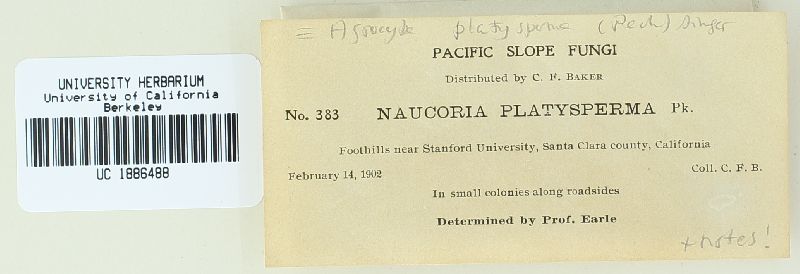 UNIVERSITY HERBARIUM
University of California
Berkeley
UC 1886488
≡ Agrocybe platysperma (Peck) Singer
PACIFIC SLOPE FUNGI
Distributed by C. F. BAKER
No. 383 NAUCORIA PLATYSPERMA Pk.
Foothills near Stanford University, Santa Clara county, California
February 14, 1902 Coll. C. F. B.
In small colonies along roadsides
Determined by Prof. Earle
+ notes!